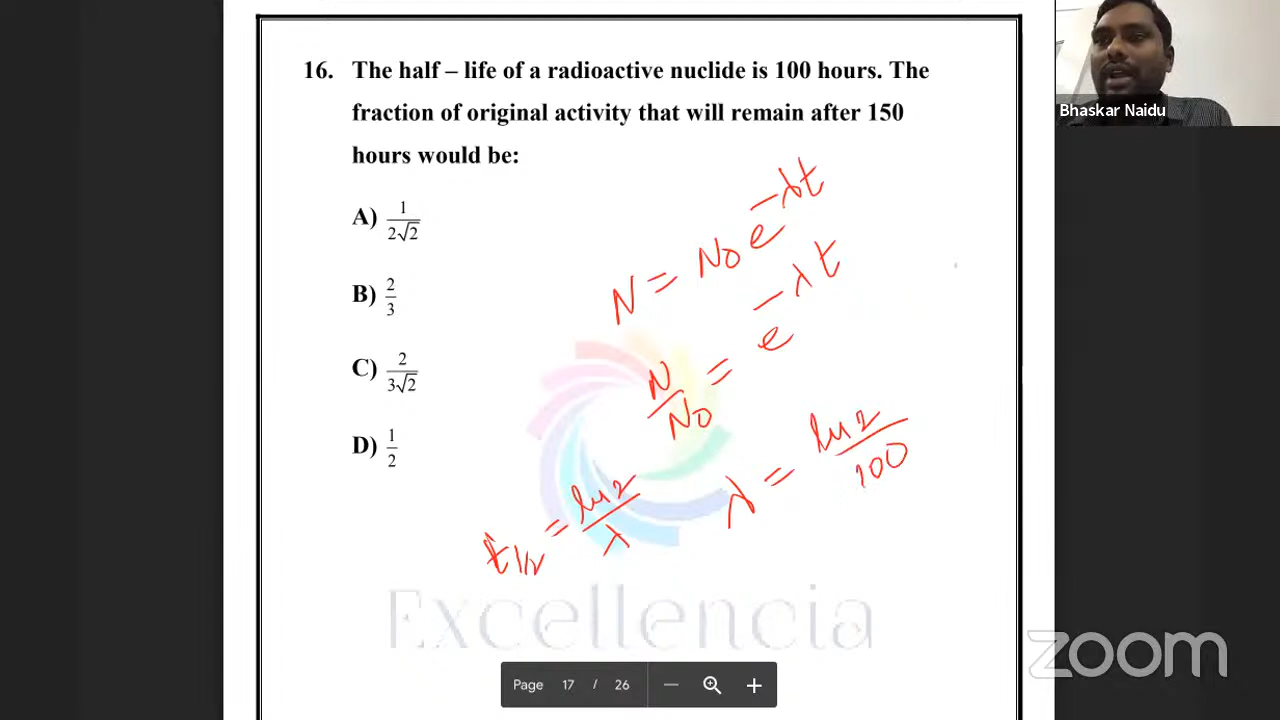 16. The half – life of a radioactive nuclide is 100 hours. The
fraction of original activity that will remain after 150
hours would be:
A) 1/2√2
B) 2/3
C) 2/3√2
D) 1/2
N = N0 e^-λt
N/N0 = e^-λt
t1/2 = ln2/λ
λ = ln2/100
Excellencia
Page 17 / 26
Bhaskar Naidu
zoom